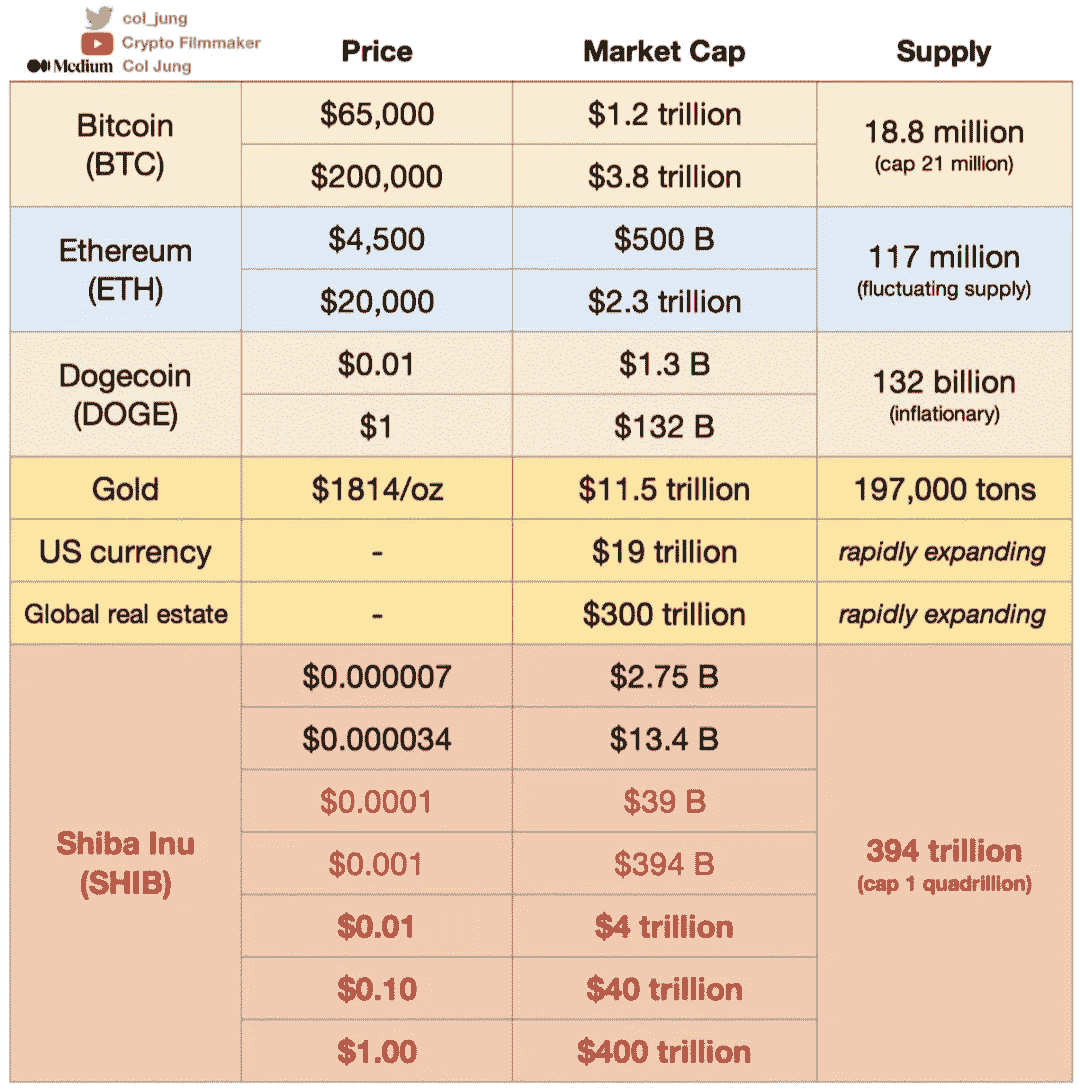 col_jung
Crypto Filmmaker
Medium Col Jung
Price Market Cap Supply
Bitcoin
(BTC)
$65,000 $1.2 trillion
$200,000 $3.8 trillion
18.8 million
(cap 21 million)
Ethereum
(ETH)
$4,500 $500 B
$20,000 $2.3 trillion
117 million
(fluctuating supply)
Dogecoin
(DOGE)
$0.01 $1.3 B
$1 $132 B
132 billion
(inflationary)
Gold $1814/oz $11.5 trillion 197,000 tons
US currency - $19 trillion rapidly expanding
Global real estate - $300 trillion rapidly expanding
Shiba Inu
(SHIB)
$0.000007 $2.75 B
$0.000034 $13.4 B
$0.0001 $39 B
$0.001 $394 B
$0.01 $4 trillion
$0.10 $40 trillion
$1.00 $400 trillion
394 trillion
(cap 1 quadrillion)